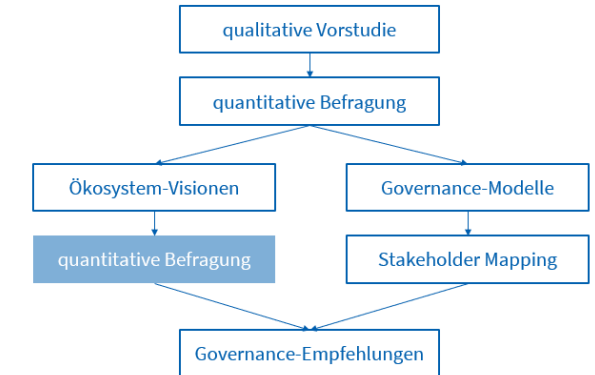 qualitative Vorstudie
quantitative Befragung
Ökosystem-Visionen
Governance-Modelle
quantitative Befragung
Stakeholder Mapping
Governance-Empfehlungen